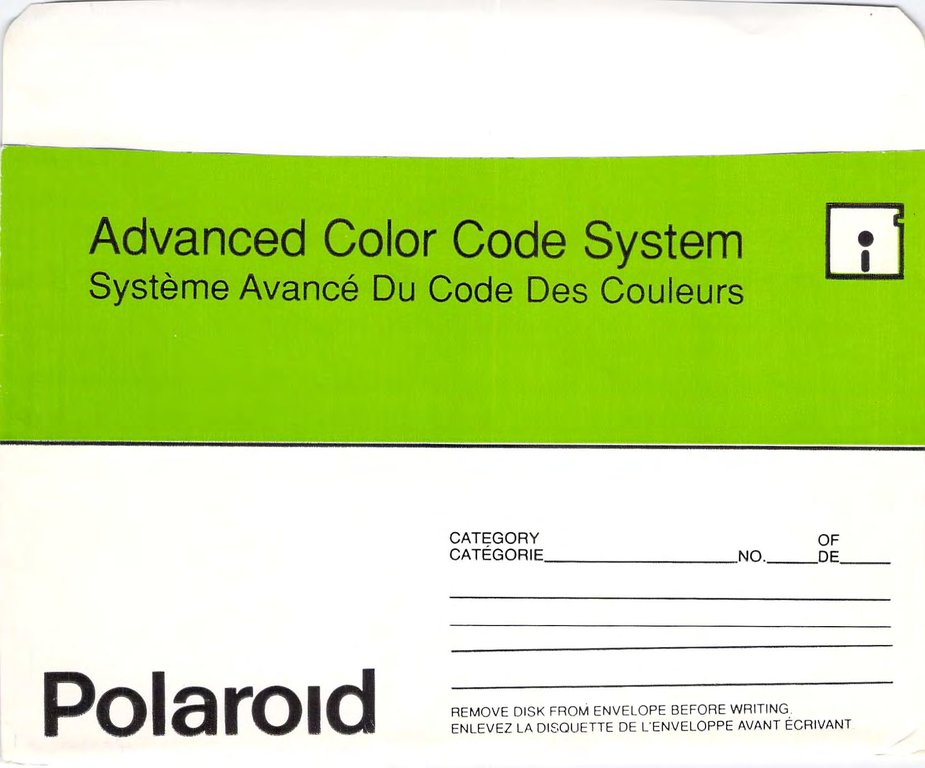 Advanced Color Code System
Système Avancé Du Code Des Couleurs
CATEGORY OF
CATÉGORIE NO. DE
Polaroid
REMOVE DISK FROM ENVELOPE BEFORE WRITING.
ENLEVEZ LA DISQUETTE DE L'ENVELOPPE AVANT ÉCRIVANT.